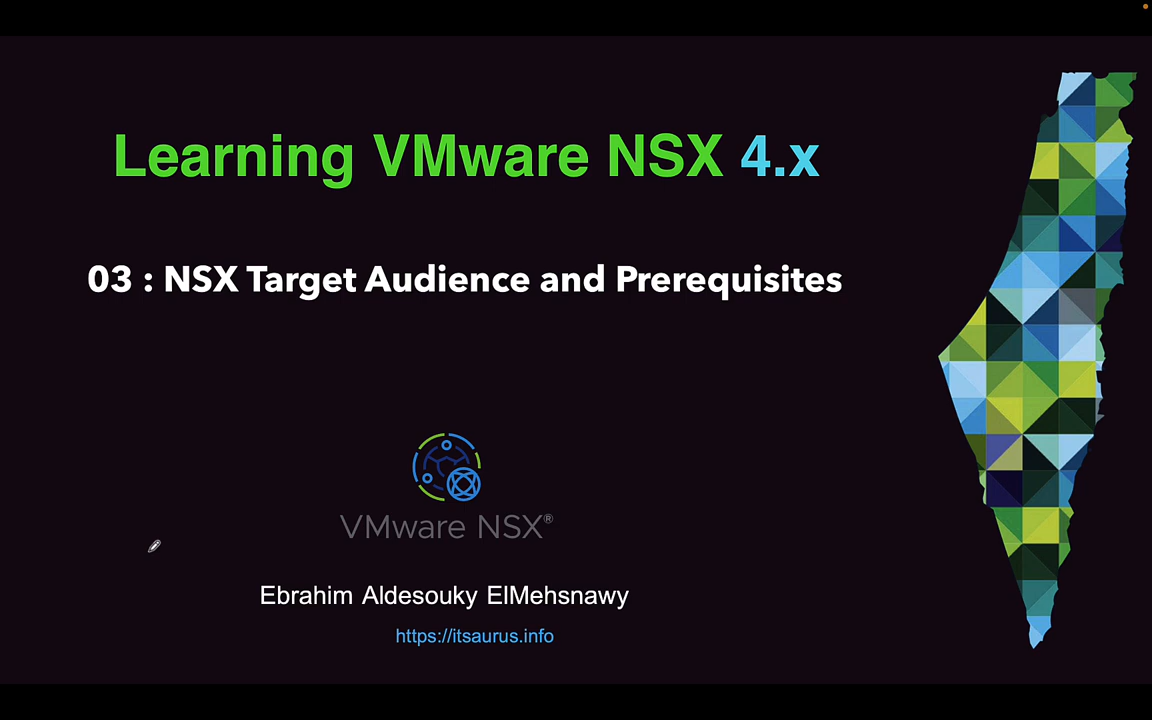 Learning VMware NSX 4.x
03 : NSX Target Audience and Prerequisites
VMware NSX®
Ebrahim Aldesouky ElMehsnawy
https://itsaurus.info